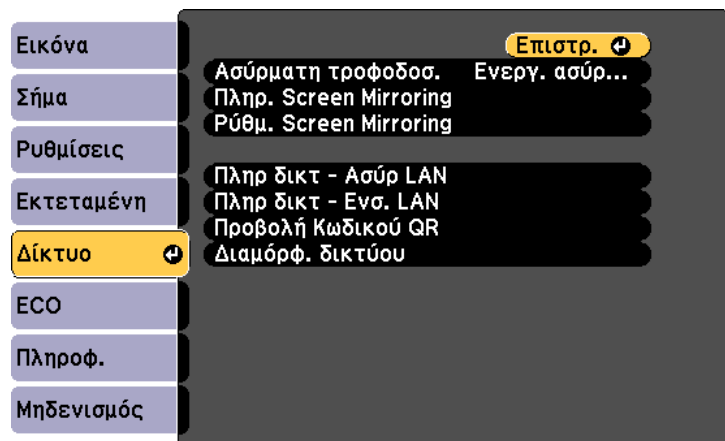 Εικόνα
Σήμα
Ρυθμίσεις
Εκτεταμένη
Δίκτυο
ECO
Πληροφ.
Μηδενισμός
Επιστρ.
Ασύρματη τροφοδοσ. Ενεργ. ασύρ...
Πληρ. Screen Mirroring
Ρύθμ. Screen Mirroring
Πληρ δικτ - Ασύρ LAN
Πληρ δικτ - Ενσ. LAN
Προβολή Κωδικού QR
Διαμόρφ. δικτύου